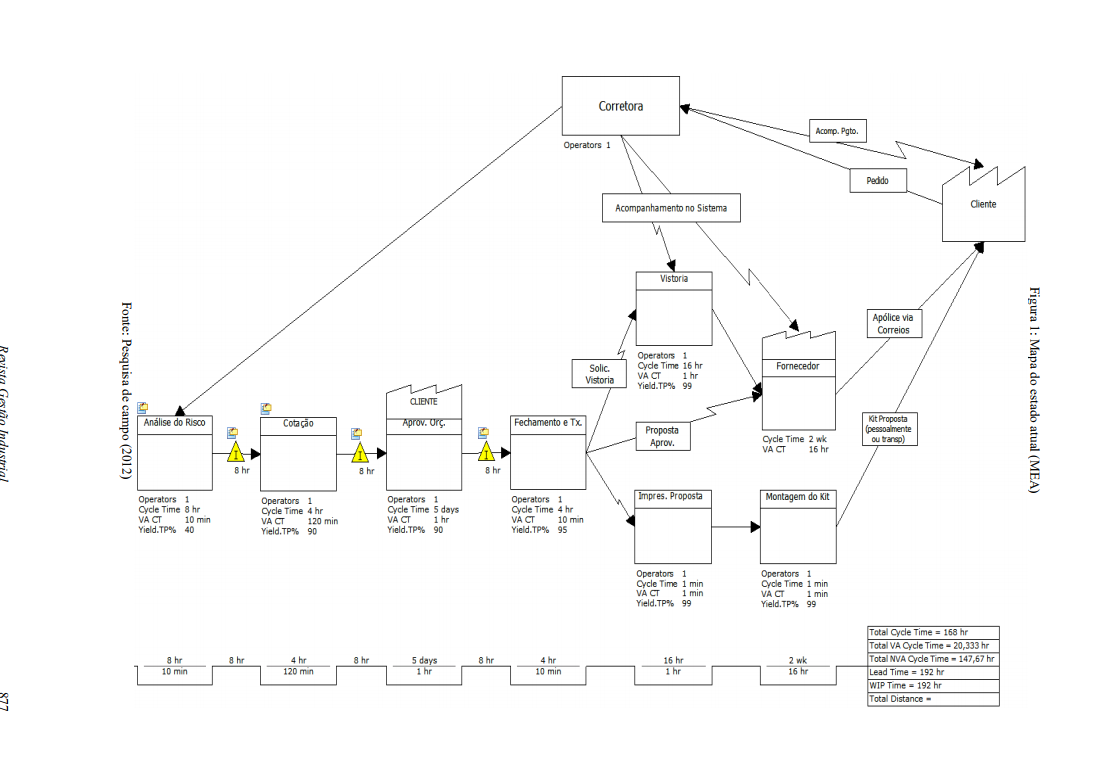 Figura 1: Mapa do estado atual (MEA)
Corretora
Operators 1
Acomp. Pgto.
Pedido
Cliente
Acompanhamento no Sistema
Vistoria
Operators 1
Cycle Time 16 hr
VA CT 1 hr
Yield.TP% 99
Solic.
Vistoria
Fornecedor
Cycle Time 2 wk
VA CT 16 hr
Apólice via
Correios
Kit Proposta
(pessoalmente
ou transp)
Proposta
Aprov.
Análise do Risco
Operators 1
Cycle Time 8 hr
VA CT 10 min
Yield.TP% 40
I
8 hr
Cotação
Operators 1
Cycle Time 4 hr
VA CT 120 min
Yield.TP% 90
I
8 hr
CLIENTE
Aprov. Orç.
Operators 1
Cycle Time 5 days
VA CT 1 hr
Yield.TP% 90
I
8 hr
Fechamento e Tx.
Operators 1
Cycle Time 4 hr
VA CT 10 min
Yield.TP% 95
Impres. Proposta
Operators 1
Cycle Time 1 min
VA CT 1 min
Yield.TP% 99
Montagem do Kit
Operators 1
Cycle Time 1 min
VA CT 1 min
Yield.TP% 99
8 hr 8 hr 4 hr 8 hr 5 days 8 hr 4 hr 16 hr 2 wk
10 min 120 min 1 hr 10 min 1 hr 16 hr
Total Cycle Time = 168 hr
Total VA Cycle Time = 20,333 hr
Total NVA Cycle Time = 147,67 hr
Lead Time = 192 hr
WIP Time = 192 hr
Total Distance =
Fonte: Pesquisa de campo (2012)
Revista Gestão Industrial
877